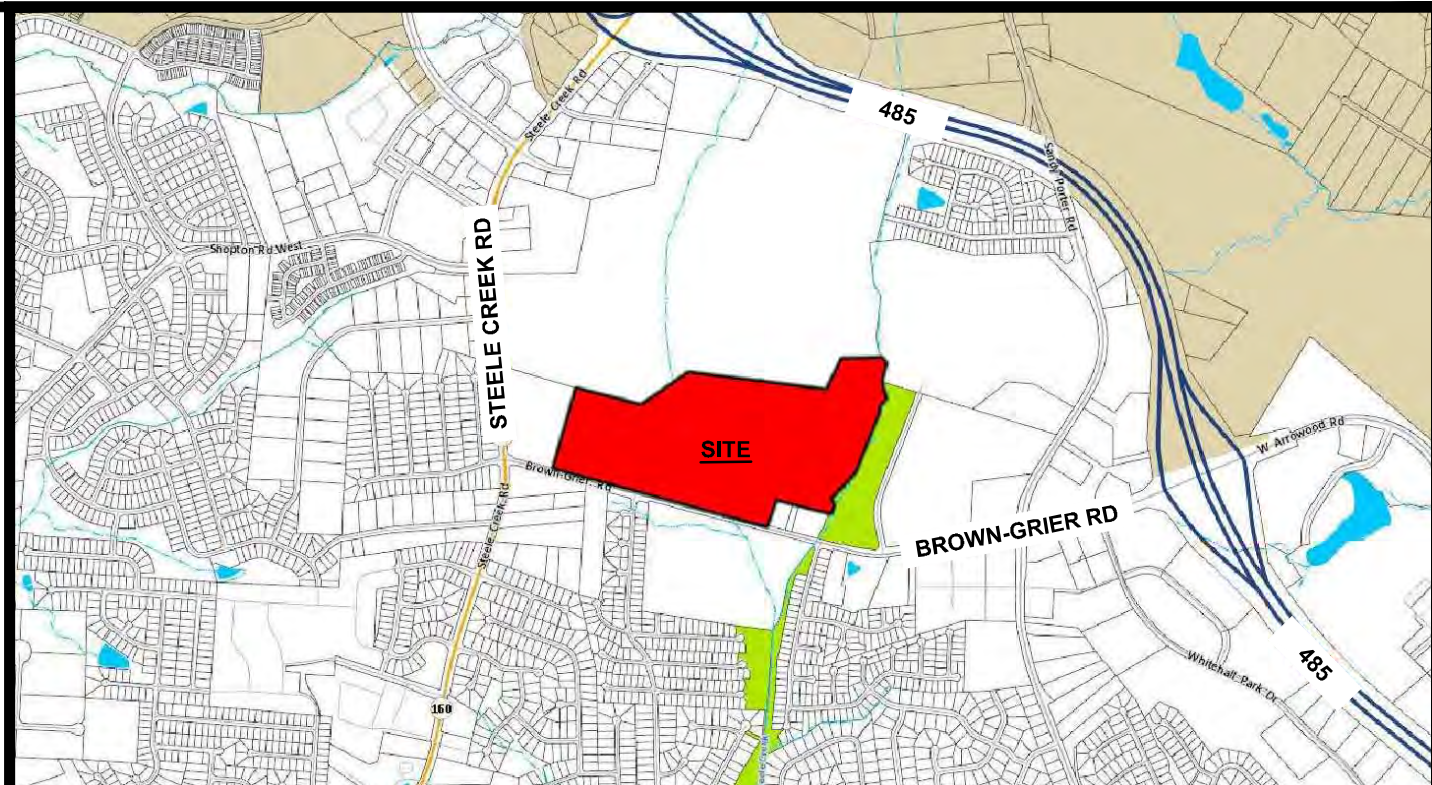 Steele Creek Rd
485
Sandy Porter Rd
Shopton Rd West
STEELE CREEK RD
SITE
W Arrowood Rd
Brown-Grier Rd
BROWN-GRIER RD
Steele Creek Rd
Whitehall Park Dr
485
160